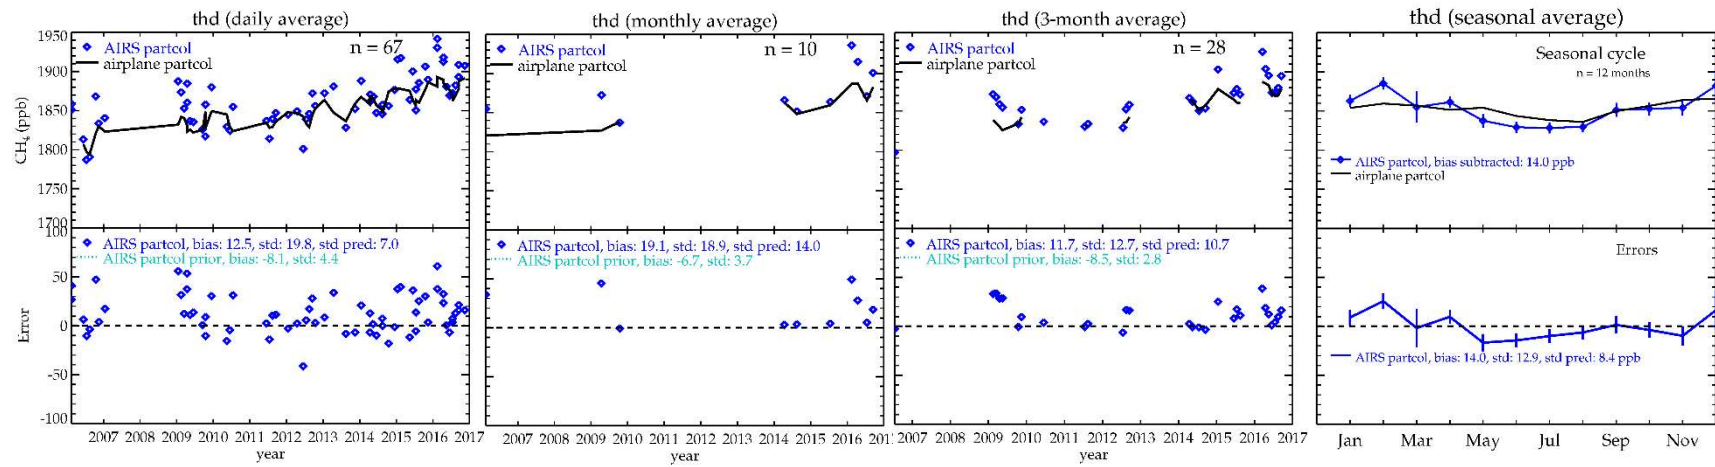 thd (daily average)
1950
1900
1850
1800
1750
1700
CH4 (ppb)
AIRS partcol
airplane partcol
n = 67
100
50
0
-50
-100
Error
AIRS partcol, bias: 12.5, std: 19.8, std pred: 7.0
AIRS partcol prior, bias: -8.1, std: 4.4
2007 2008 2009 2010 2011 2012 2013 2014 2015 2016 2017
year
thd (monthly average)
AIRS partcol
airplane partcol
n = 10
AIRS partcol, bias: 19.1, std: 18.9, std pred: 14.0
AIRS partcol prior, bias: -6.7, std: 3.7
2007 2008 2009 2010 2011 2012 2013 2014 2015 2016 201
year
thd (3-month average)
AIRS partcol
airplane partcol
n = 28
AIRS partcol, bias: 11.7, std: 12.7, std pred: 10.7
AIRS partcol prior, bias: -8.5, std: 2.8
2007 2008 2009 2010 2011 2012 2013 2014 2015 2016 2017
year
thd (seasonal average)
Seasonal cycle
n = 12 months
AIRS partcol, bias subtracted: 14.0 ppb
airplane partcol
Errors
AIRS partcol, bias: 14.0, std: 12.9, std pred: 8.4 ppb
Jan Mar May Jul Sep Nov